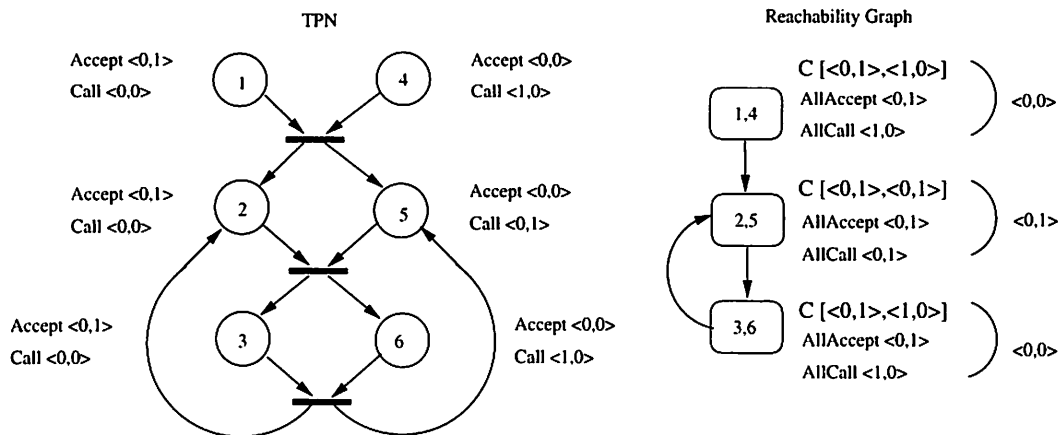 TPN
Accept <0,1>
Call <0,0>
1
4
Accept <0,0>
Call <1,0>
Accept <0,1>
Call <0,0>
2
5
Accept <0,0>
Call <0,1>
Accept <0,1>
Call <0,0>
3
6
Accept <0,0>
Call <1,0>
Reachability Graph
1,4
C [<0,1>,<1,0>]
AllAccept <0,1>
AllCall <1,0>
<0,0>
2,5
C [<0,1>,<0,1>]
AllAccept <0,1>
AllCall <0,1>
<0,1>
3,6
C [<0,1>,<1,0>]
AllAccept <0,1>
AllCall <1,0>
<0,0>